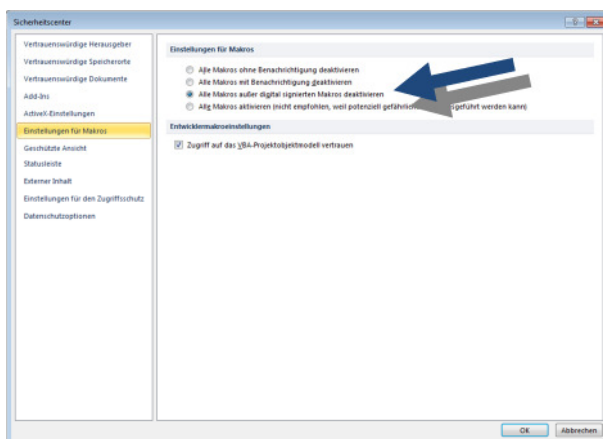 Sicherheitscenter
Vertrauenswürdige Herausgeber
Vertrauenswürdige Speicherorte
Vertrauenswürdige Dokumente
Add-Ins
ActiveX-Einstellungen
Einstellungen für Makros
Geschützte Ansicht
Statusleiste
Externer Inhalt
Einstellungen für den Zugriffsschutz
Datenschutzoptionen
Einstellungen für Makros
Alle Makros ohne Benachrichtigung deaktivieren
Alle Makros mit Benachrichtigung deaktivieren
Alle Makros außer digital signierten Makros deaktivieren
Alle Makros aktivieren (nicht empfohlen, weil potenziell gefährlicher werden kann)
Entwicklermakroeinstellungen
Zugriff auf das VBA-Projektobjektmodell vertrauen
OK
Abbrechen